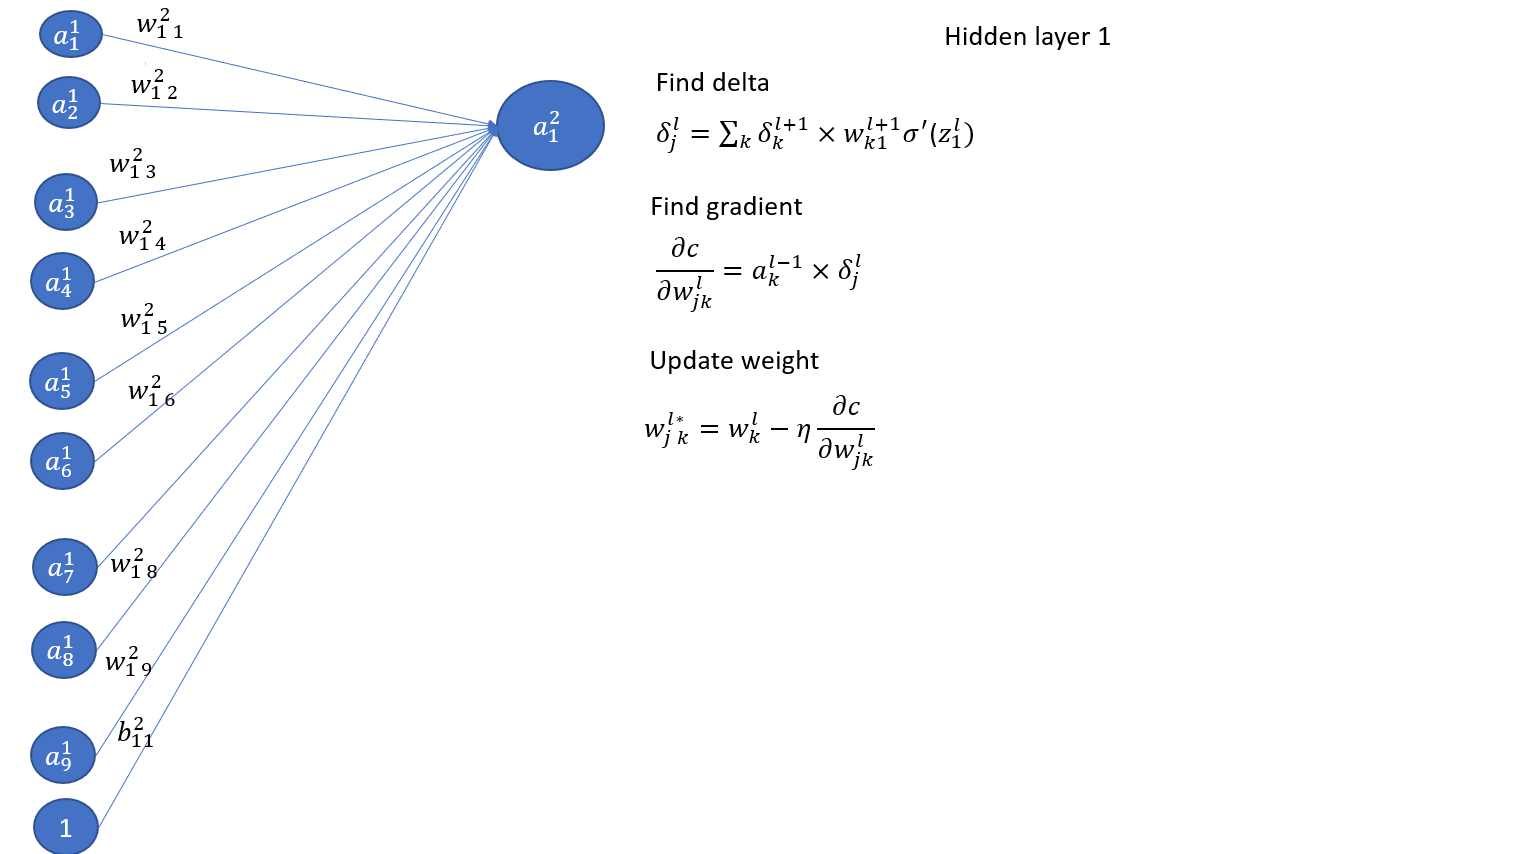 Hidden layer 1
a_1^1
w_{1 1}^2
a_2^1
w_{1 2}^2
a_3^1
w_{1 3}^2
a_4^1
w_{1 4}^2
a_5^1
w_{1 5}^2
a_6^1
w_{1 6}^2
a_7^1
w_{1 8}^2
a_8^1
w_{1 9}^2
a_9^1
b_{11}^2
1
a_1^2
Find delta
δ_j^l = ∑_k δ_k^{l+1} × w_{k1}^{l+1} σ′(z_1^l)
Find gradient
∂c/∂w_{jk}^l = a_k^{l−1} × δ_j^l
Update weight
w_{j k}^{l*} = w_k^l − η ∂c/∂w_{jk}^l